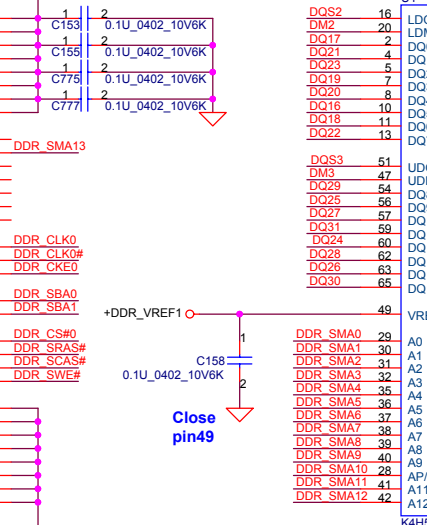 1 2
C153 0.1U_0402_10V6K
1 2
C155 0.1U_0402_10V6K
1 2
C775 0.1U_0402_10V6K
1 2
C777 0.1U_0402_10V6K
DDR_SMA13
DDR_CLK0
DDR_CLK0#
DDR_CKE0
DDR_SBA0
DDR_SBA1
DDR_CS#0
DDR_SRAS#
DDR_SCAS#
DDR_SWE#
+DDR_VREF1
1
C158
0.1U_0402_10V6K
2
Close
pin49
DQS2 16
DM2 20
DQ17 2
DQ21 4
DQ23 5
DQ19 7
DQ20 8
DQ16 10
DQ18 11
DQ22 13
DQS3 51
DM3 47
DQ29 54
DQ25 56
DQ27 57
DQ31 59
DQ24 60
DQ28 62
DQ26 63
DQ30 65
49 VRE
DDR_SMA0 29 A0
DDR_SMA1 30 A1
DDR_SMA2 31 A2
DDR_SMA3 32 A3
DDR_SMA4 35 A4
DDR_SMA5 36 A5
DDR_SMA6 37 A6
DDR_SMA7 38 A7
DDR_SMA8 39 A8
DDR_SMA9 40 A9
DDR_SMA10 28 AP/
DDR_SMA11 41 A11
DDR_SMA12 42 A12